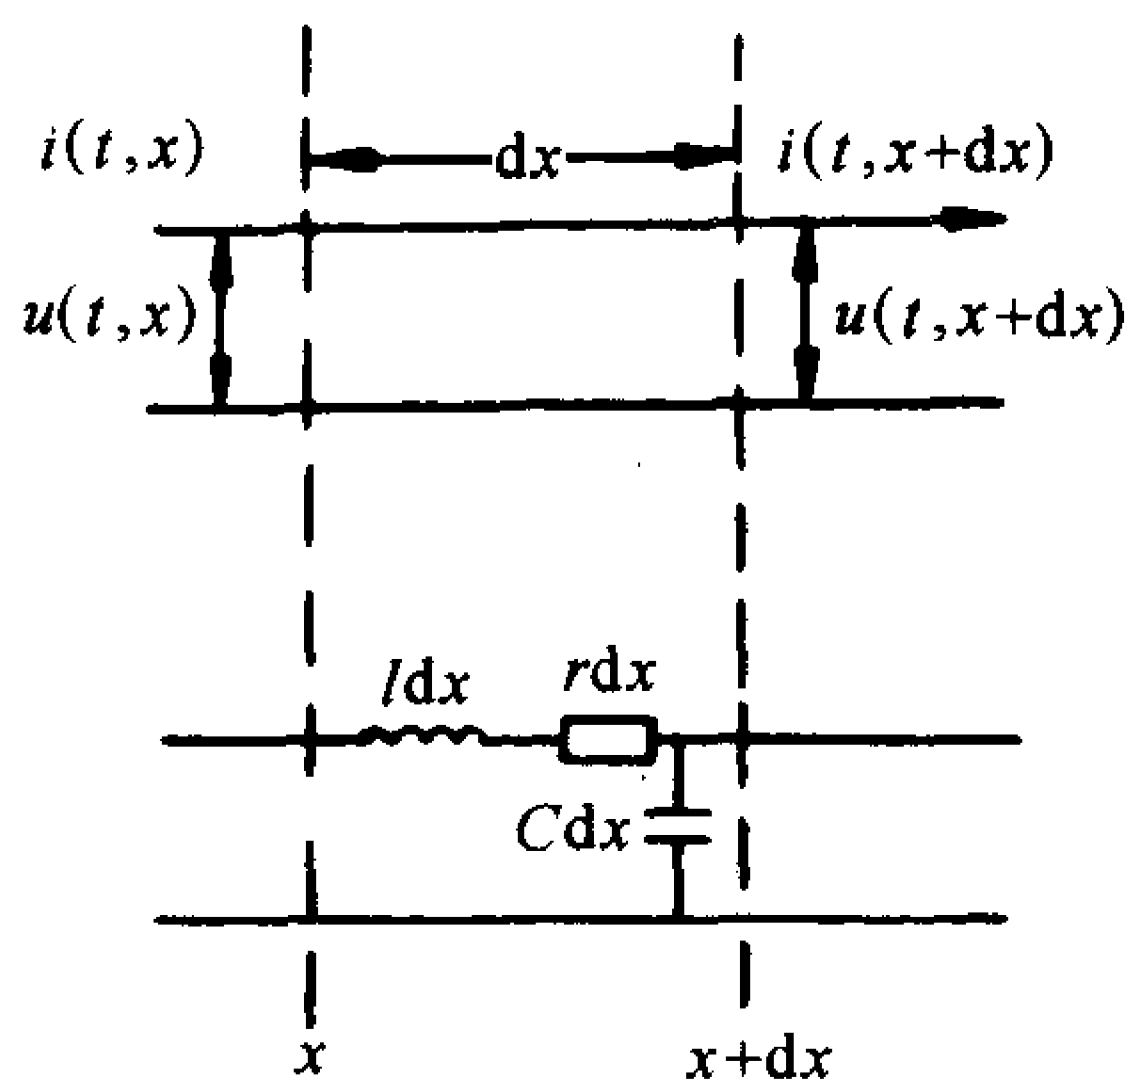 i(t,x)
dx
i(t,x+dx)
u(t,x)
u(t,x+dx)
ldx
rdx
Cdx
x
x+dx